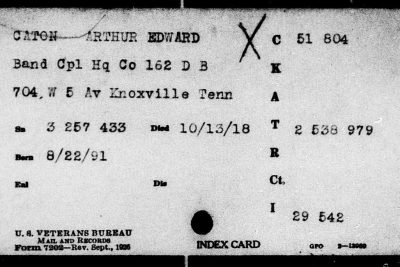 CATON ARTHUR EDWARD X C 51 804
Band Cpl Hq Co 162 D B K
704, W 5 Av Knoxville Tenn A
Sn 3 257 433 Died 10/13/18 T 2 538 979
Born 8/22/91 R
Enl Dis Ct.
I 29 542
U. S. VETERANS BUREAU
MAIL AND RECORDS
Form 7202—Rev. Sept., 1925 INDEX CARD GPO